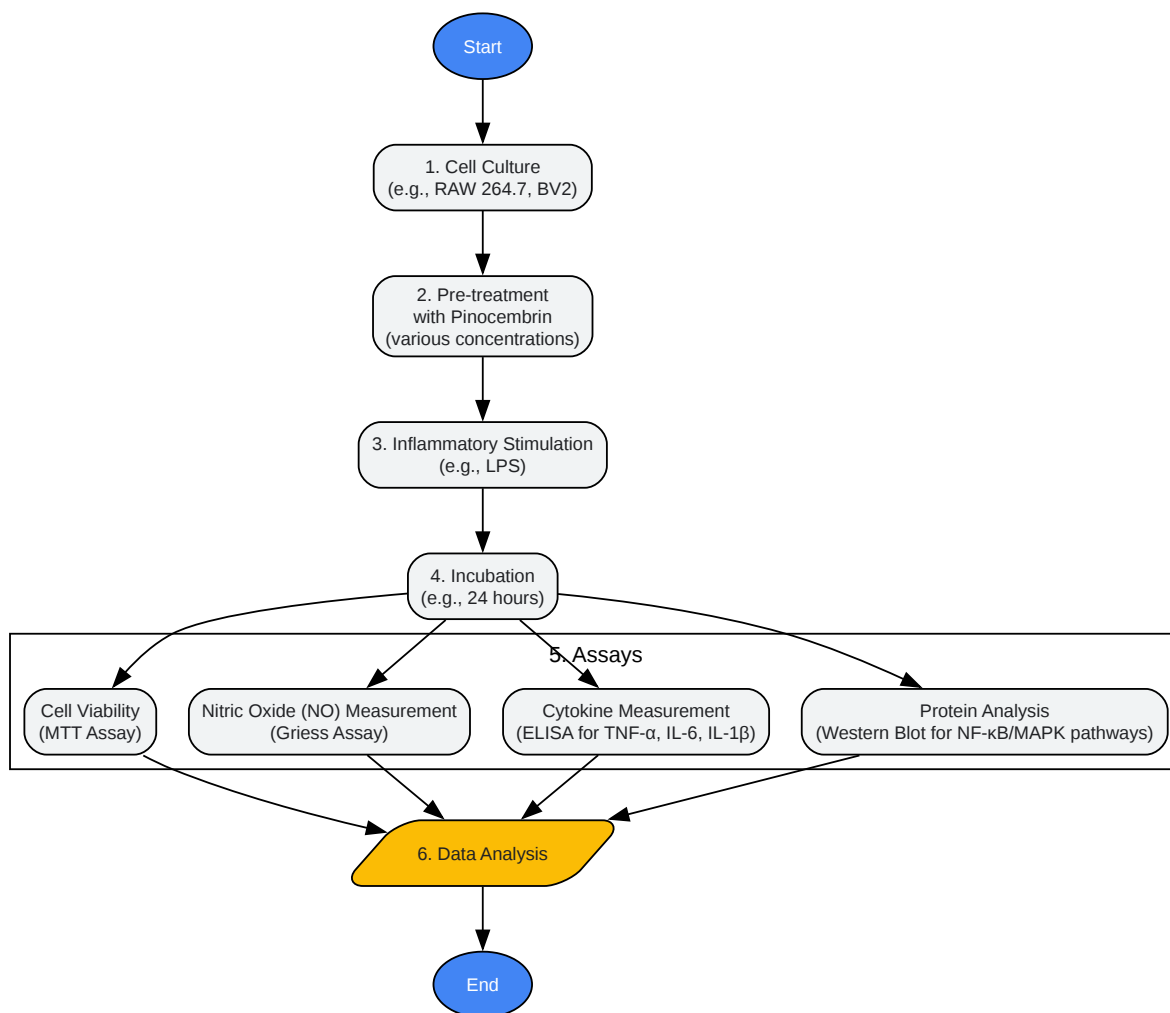 Start
1. Cell Culture
(e.g., RAW 264.7, BV2)
2. Pre-treatment
with Pinocembrin
(various concentrations)
3. Inflammatory Stimulation
(e.g., LPS)
4. Incubation
(e.g., 24 hours)
5. Assays
Cell Viability
(MTT Assay)
Nitric Oxide (NO) Measurement
(Griess Assay)
Cytokine Measurement
(ELISA for TNF-α, IL-6, IL-1β)
Protein Analysis
(Western Blot for NF-κB/MAPK pathways)
6. Data Analysis
End